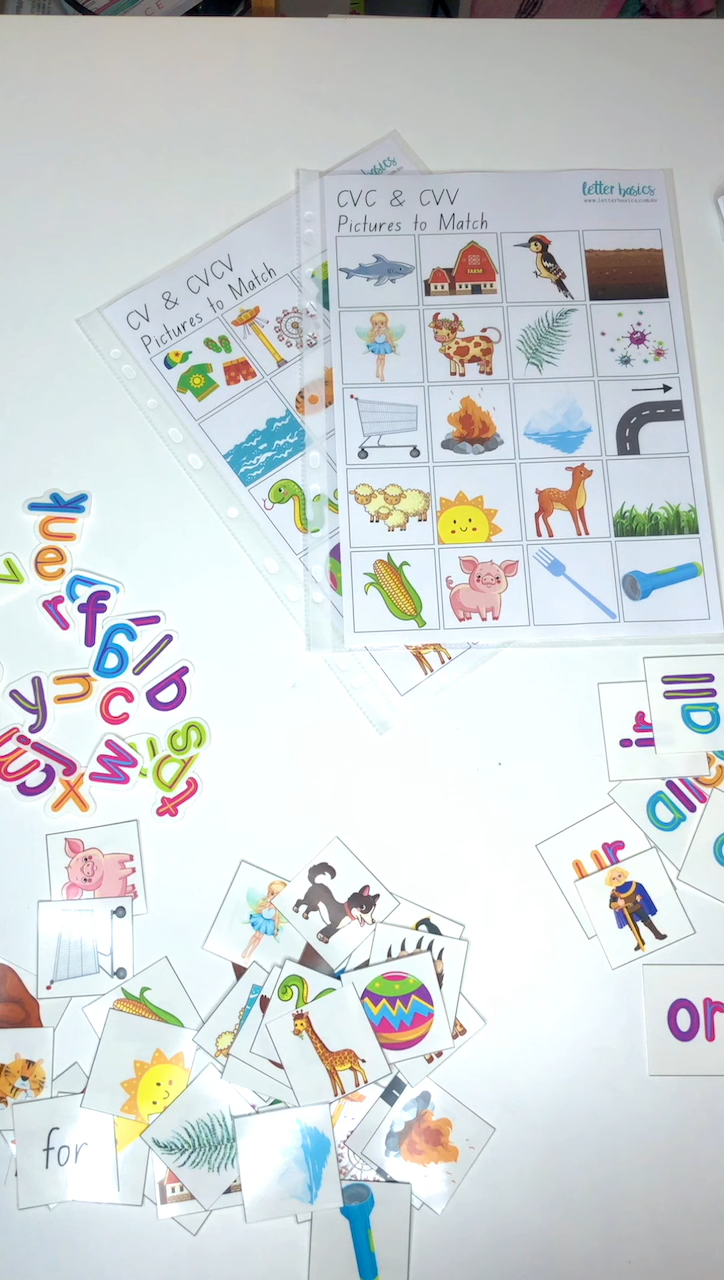 letter basics
CVC & CVV
www.letterbasics.com.au
Pictures to Match
CV & CVCV
Pictures to Match
FARM
k
u
e
v
r
f
l
g
b
y
n
c
s
w
j
x
t
all
ir
all
ur
or
for